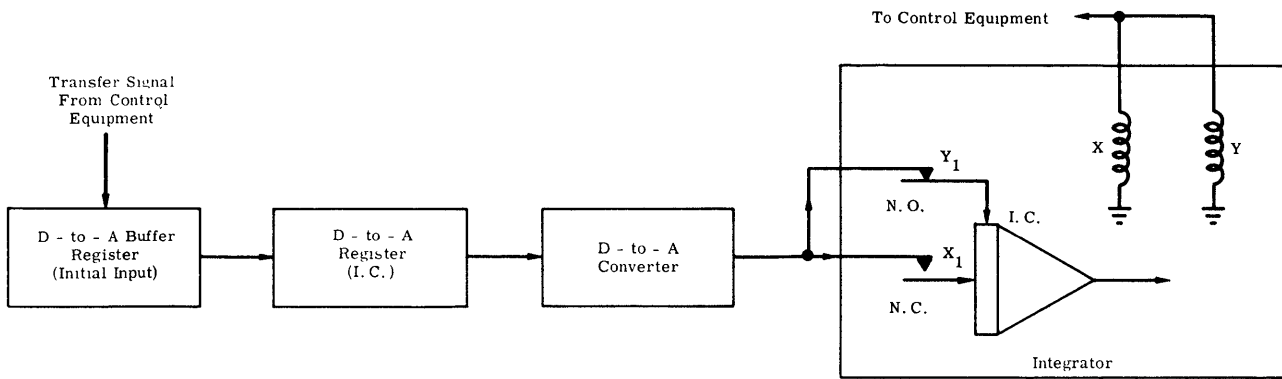 To Control Equipment
Transfer Signal
From Control
Equipment
X
Y
Y1
N. O.
I. C.
D - to - A Buffer
Register
(Initial Input)
D - to - A
Register
(I. C.)
D - to - A
Converter
X1
N. C.
Integrator